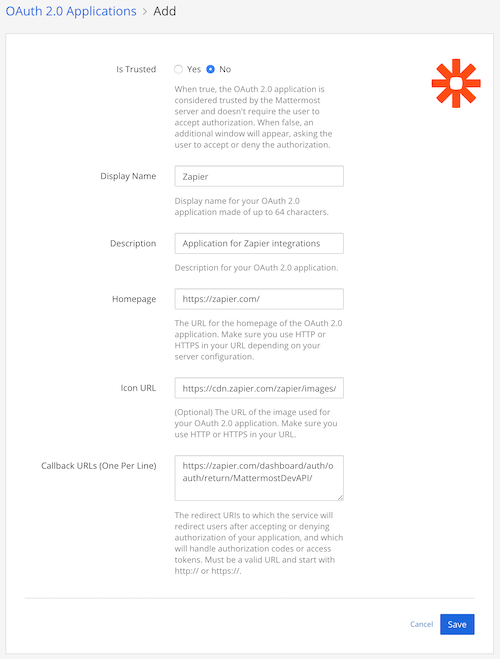 OAuth 2.0 Applications > Add
Is Trusted
Yes No
When true, the OAuth 2.0 application is
considered trusted by the Mattermost
server and doesn't require the user to
accept authorization. When false, an
additional window will appear, asking the
user to accept or deny the authorization.
Display Name
Zapier
Display name for your OAuth 2.0
application made of up to 64 characters.
Description
Application for Zapier integrations
Description for your OAuth 2.0 application.
Homepage
https://zapier.com/
The URL for the homepage of the OAuth 2.0
application. Make sure you use HTTP or
HTTPS in your URL depending on your
server configuration.
Icon URL
https://cdn.zapier.com/zapier/images/
(Optional) The URL of the image used for
your OAuth 2.0 application. Make sure you
use HTTP or HTTPS in your URL.
Callback URLs (One Per Line)
https://zapier.com/dashboard/auth/o
auth/return/MattermostDevAPI/
The redirect URIs to which the service will
redirect users after accepting or denying
authorization of your application, and which
will handle authorization codes or access
tokens. Must be a valid URL and start with
http:// or https://.
Cancel Save